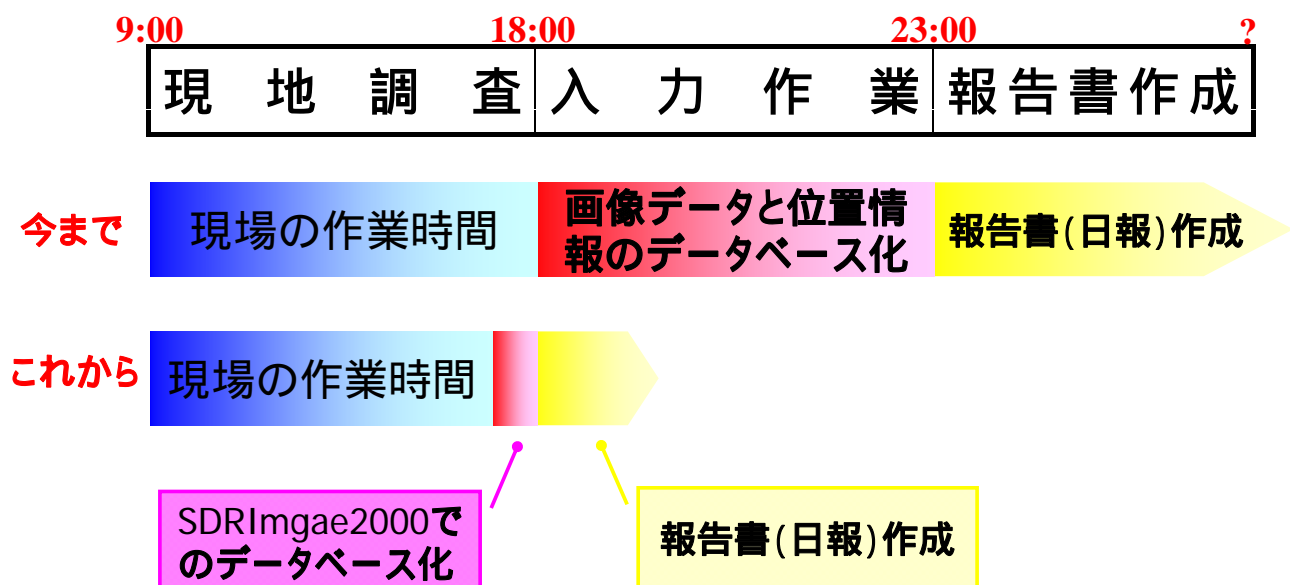 9:00 18:00 23:00 ?
現地調査 入力作業 報告書作成
今まで
現場の作業時間
画像データと位置情
報のデータベース化
報告書(日報)作成
これから
現場の作業時間
SDRImgae2000で
のデータベース化
報告書(日報)作成